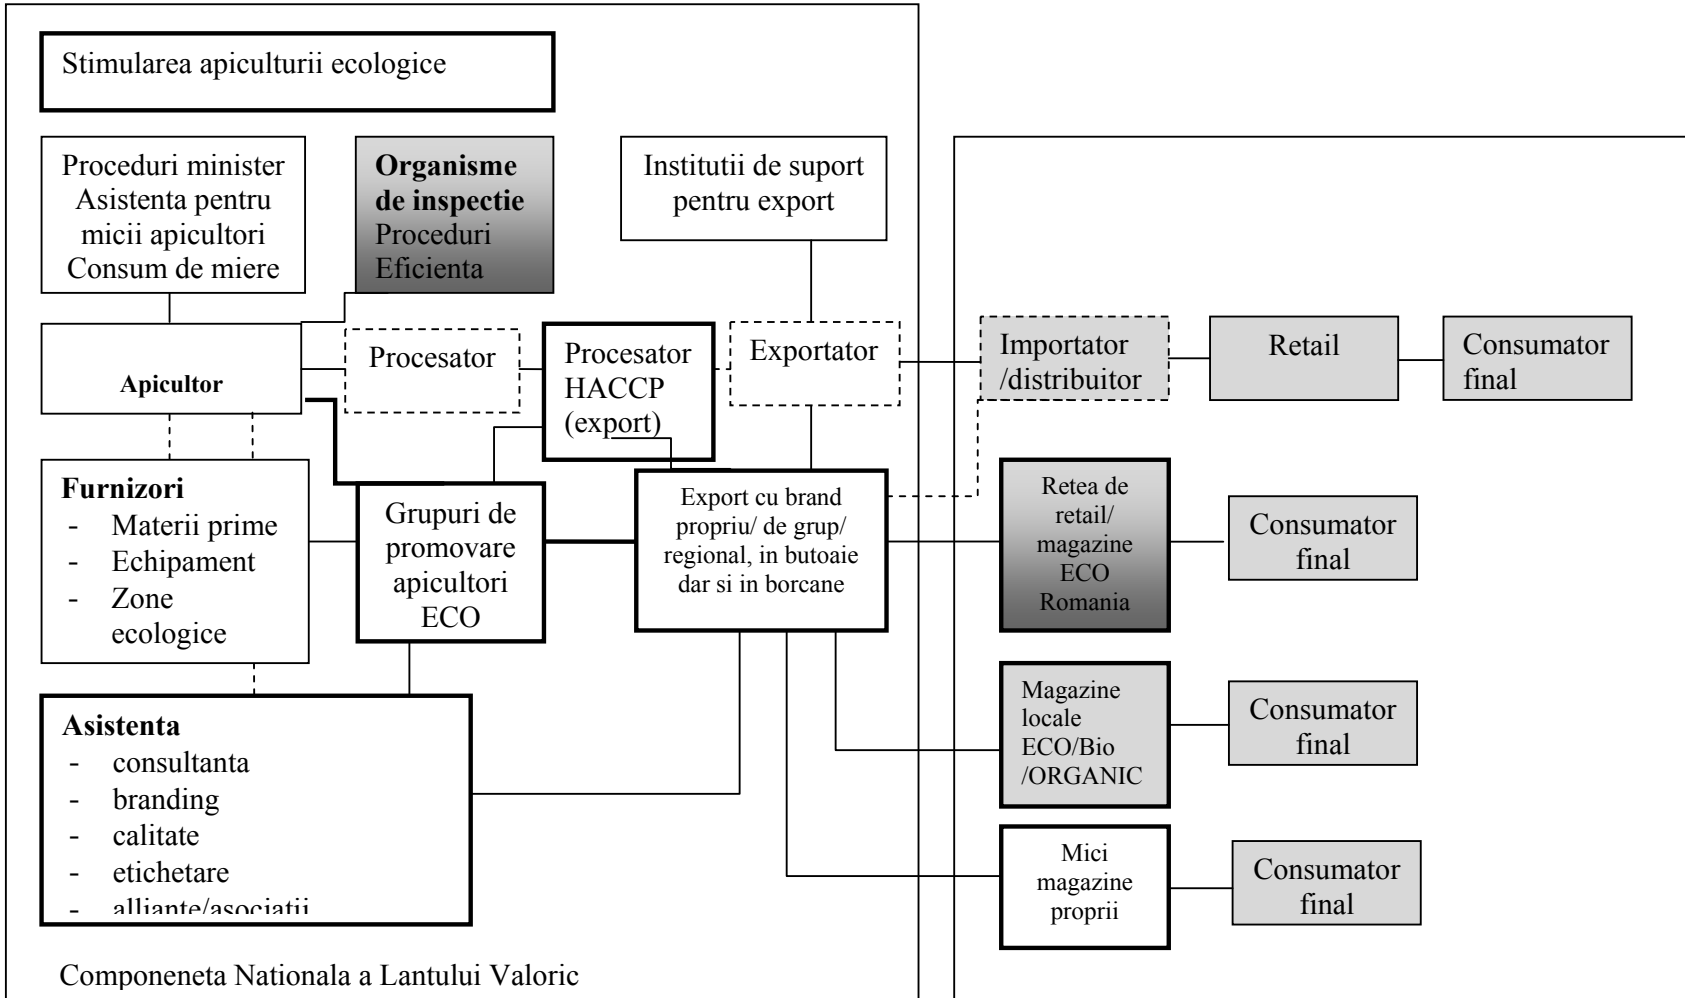 Stimularea apiculturii ecologice
Proceduri minister
Asistenta pentru
micii apicultori
Consum de miere
Organisme
de inspectie
Proceduri
Eficienta
Institutii de suport
pentru export
Apicultor
Procesator
Procesator
HACCP
(export)
Exportator
Importator
/distribuitor
Retail
Consumator
final
Furnizori
- Materii prime
- Echipament
- Zone
ecologice
Grupuri de
promovare
apicultori
ECO
Export cu brand
propriu/ de grup/
regional, in butoaie
dar si in borcane
Retea de
retail/
magazine
ECO
Romania
Consumator
final
Asistenta
- consultanta
- branding
- calitate
- etichetare
- alliante/asociatii
Magazine
locale
ECO/Bio
/ORGANIC
Consumator
final
Mici
magazine
proprii
Consumator
final
Componeneta Nationala a Lantului Valoric